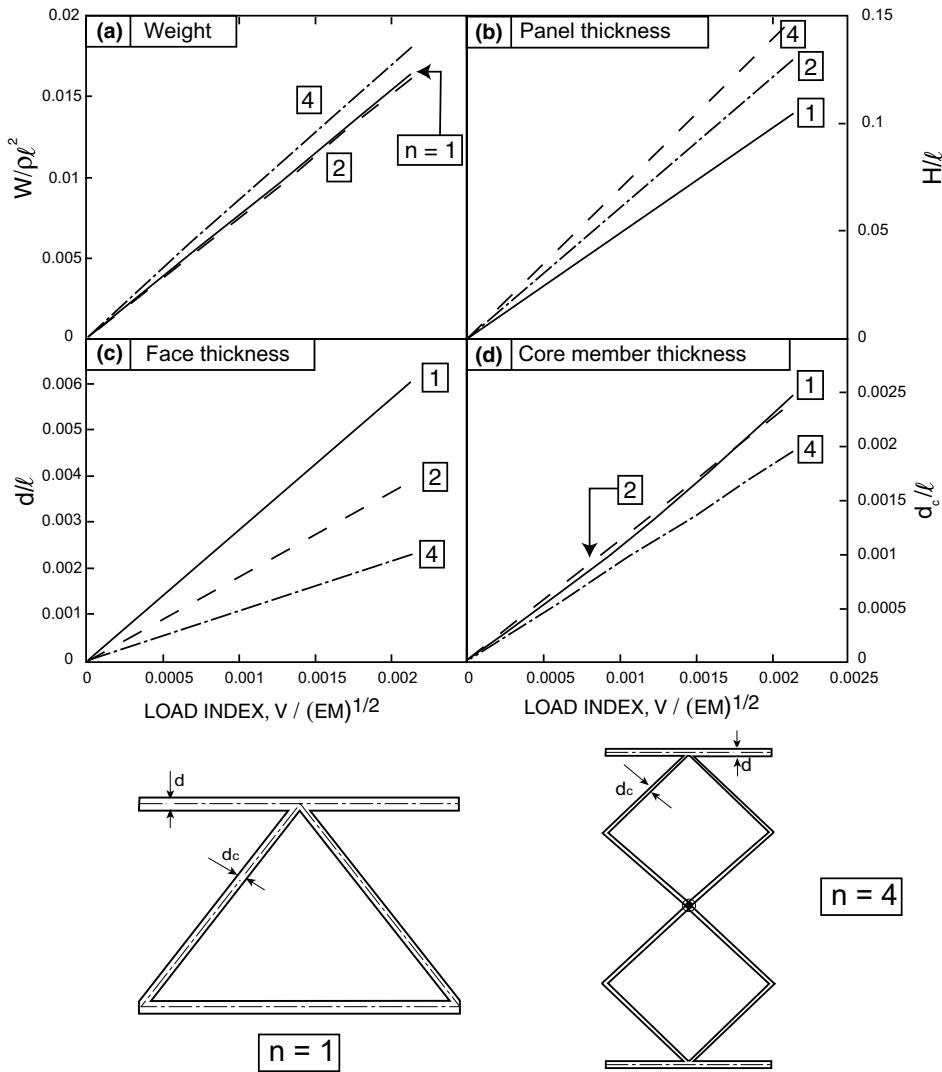 (a) Weight
W/ρℓ²
0.015
0.01
0.005
0
4
2
n = 1
(b) Panel thickness
0.15
0.1
0.05
0
H/ℓ
4
2
1
(c) Face thickness
d/ℓ
0.006
0.005
0.004
0.003
0.002
0.001
0
1
2
4
0 0.0005 0.001 0.0015 0.002
LOAD INDEX, V / (EM)^1/2
(d) Core member thickness
0.0025
0.002
0.0015
0.001
0.0005
0
d_c/ℓ
1
2
4
0 0.0005 0.001 0.0015 0.002 0.0025
LOAD INDEX, V / (EM)^1/2
d
dc
n = 1
d
dc
n = 4